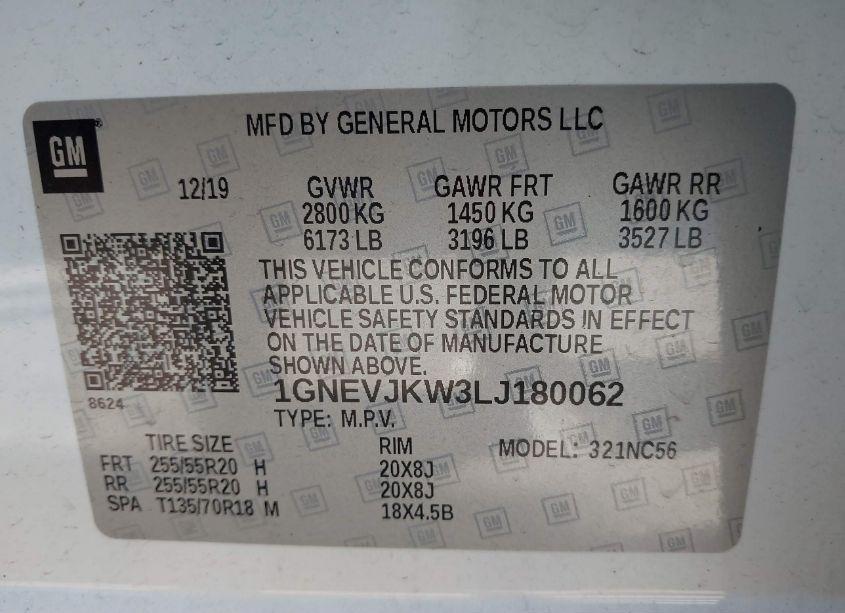 GM
MFD BY GENERAL MOTORS LLC
12/19 GVWR GAWR FRT GAWR RR
2800 KG 1450 KG 1600 KG
6173 LB 3196 LB 3527 LB
THIS VEHICLE CONFORMS TO ALL
APPLICABLE U.S. FEDERAL MOTOR
VEHICLE SAFETY STANDARDS IN EFFECT
ON THE DATE OF MANUFACTURE
SHOWN ABOVE.
8624
1GNEVJKW3LJ180062
TYPE: M.P.V.
TIRE SIZE RIM MODEL: 321NC56
FRT 255/55R20 H 20X8J
RR 255/55R20 H 20X8J
SPA T135/70R18 M 18X4.5B